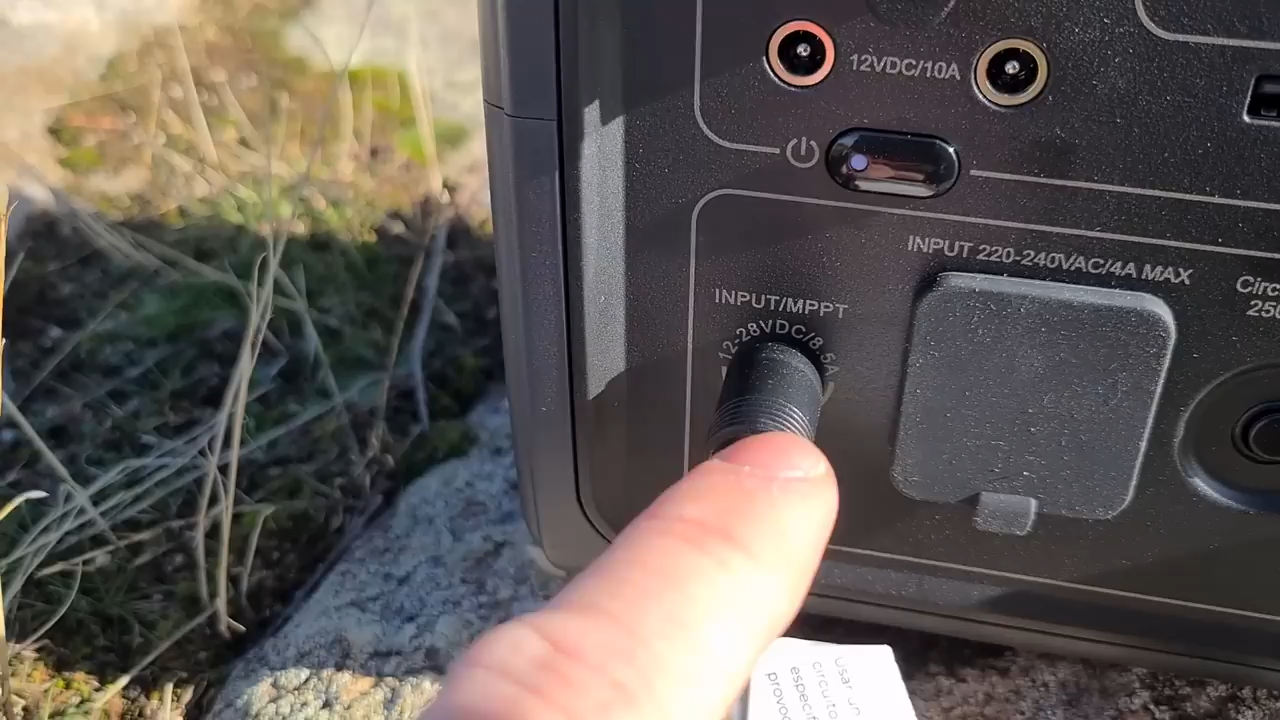 12VDC/10A
INPUT 220-240VAC/4A MAX
INPUT/MPPT
12-28VDC/8.5A
Circ
250
Usar un
circuito
especif
provoc